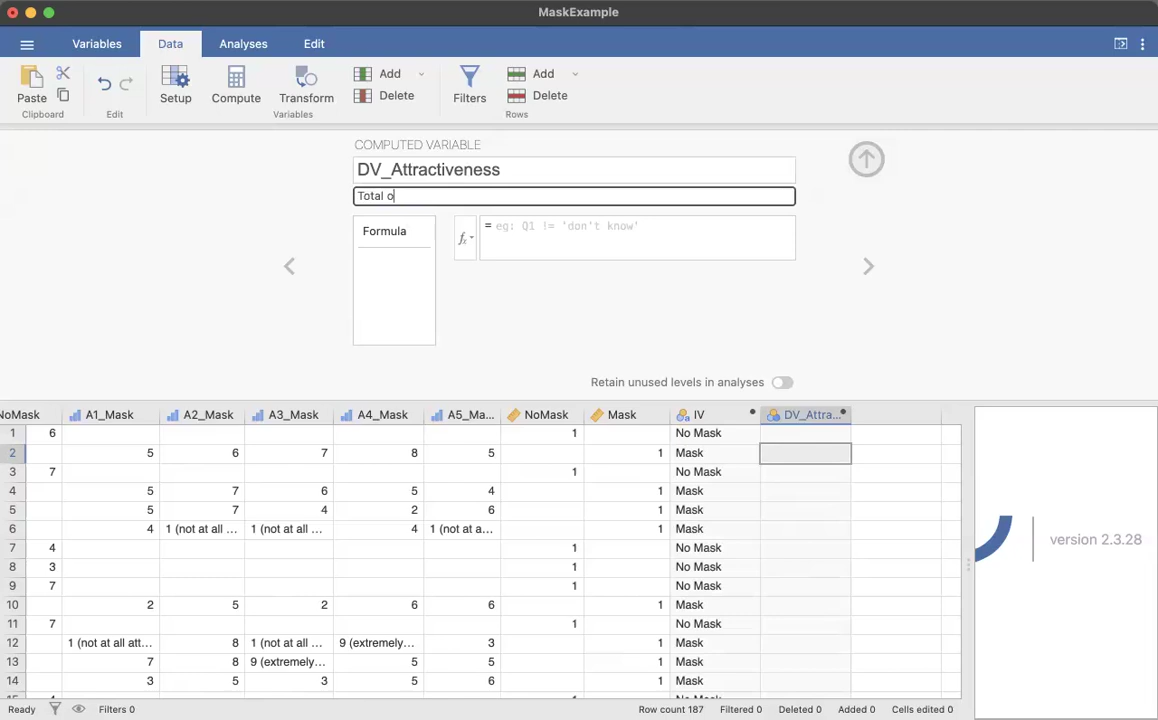 MaskExample
Variables Data Analyses Edit
Paste Setup Compute Transform Add Delete Filters Add Delete
Clipboard Edit Variables Rows
COMPUTED VARIABLE
DV_Attractiveness
Total o
Formula
fx = eg: Q1 != 'don't know'
Retain unused levels in analyses
NoMask A1_Mask A2_Mask A3_Mask A4_Mask A5_Ma... NoMask Mask IV DV_Attra...
1 6 1 No Mask
2 5 6 7 8 5 1 Mask
3 7 1 No Mask
4 5 7 6 5 4 1 Mask
5 5 7 4 2 6 1 Mask
6 4 1 (not at all ... 1 (not at all ... 4 1 (not at a... 1 Mask
7 4 1 No Mask
8 3 1 No Mask
9 7 1 No Mask
10 2 5 2 6 6 1 Mask
11 7 1 No Mask
12 1 (not at all att... 8 1 (not at all ... 9 (extremely... 3 1 Mask
13 7 8 9 (extremely... 5 5 1 Mask
14 3 5 3 5 6 1 Mask
version 2.3.28
Ready Filters 0 Row count 187 Filtered 0 Deleted 0 Added 0 Cells edited 0